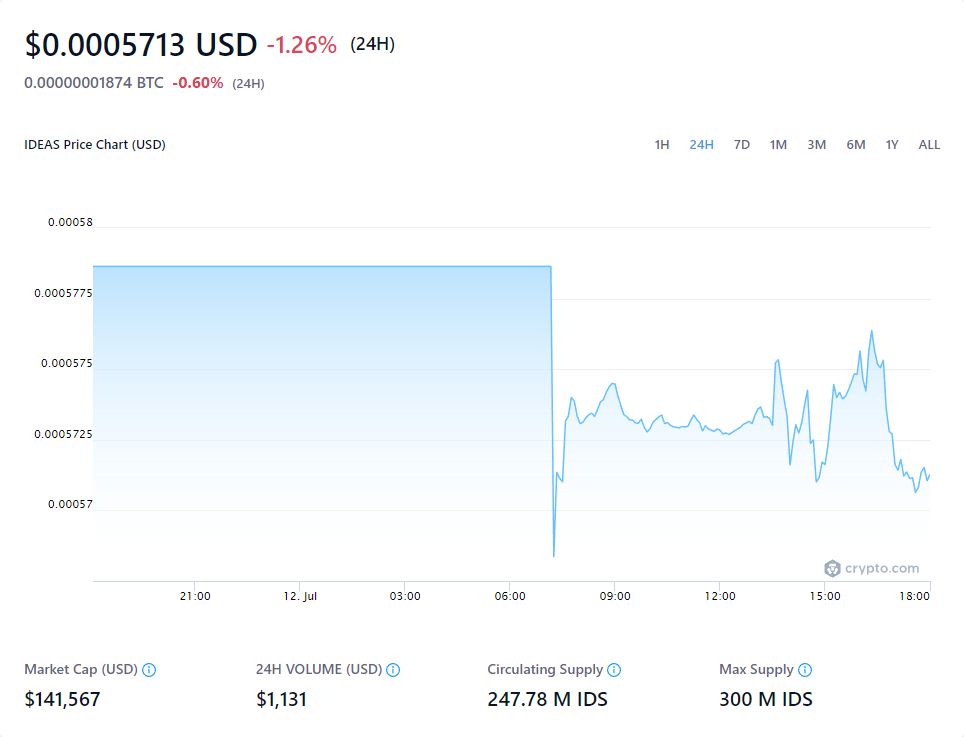 $0.0005713 USD -1.26% (24H)
0.00000001874 BTC -0.60% (24H)
IDEAS Price Chart (USD) 1H 24H 7D 1M 3M 6M 1Y ALL
0.00058
0.0005775
0.000575
0.0005725
0.00057
crypto.com
21:00 12. Jul 03:00 06:00 09:00 12:00 15:00 18:00
Market Cap (USD) 24H VOLUME (USD) Circulating Supply Max Supply
$141,567 $1,131 247.78 M IDS 300 M IDS